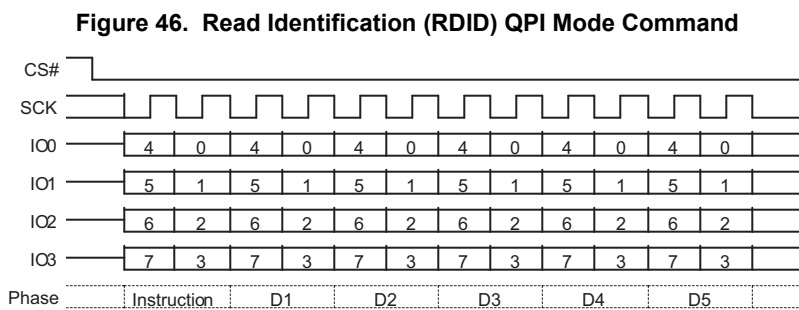 Figure 46. Read Identification (RDID) QPI Mode Command
CS#
SCK
IO0 4 0 4 0 4 0 4 0 4 0 4 0
IO1 5 1 5 1 5 1 5 1 5 1 5 1
IO2 6 2 6 2 6 2 6 2 6 2 6 2
IO3 7 3 7 3 7 3 7 3 7 3 7 3
Phase Instruction D1 D2 D3 D4 D5